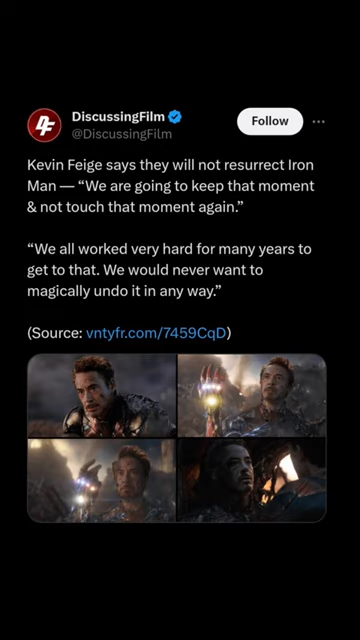 DiscussingFilm
@DiscussingFilm
Follow
Kevin Feige says they will not resurrect Iron
Man — “We are going to keep that moment
& not touch that moment again.”
“We all worked very hard for many years to
get to that. We would never want to
magically undo it in any way.”
(Source: vntyfr.com/7459CqD)